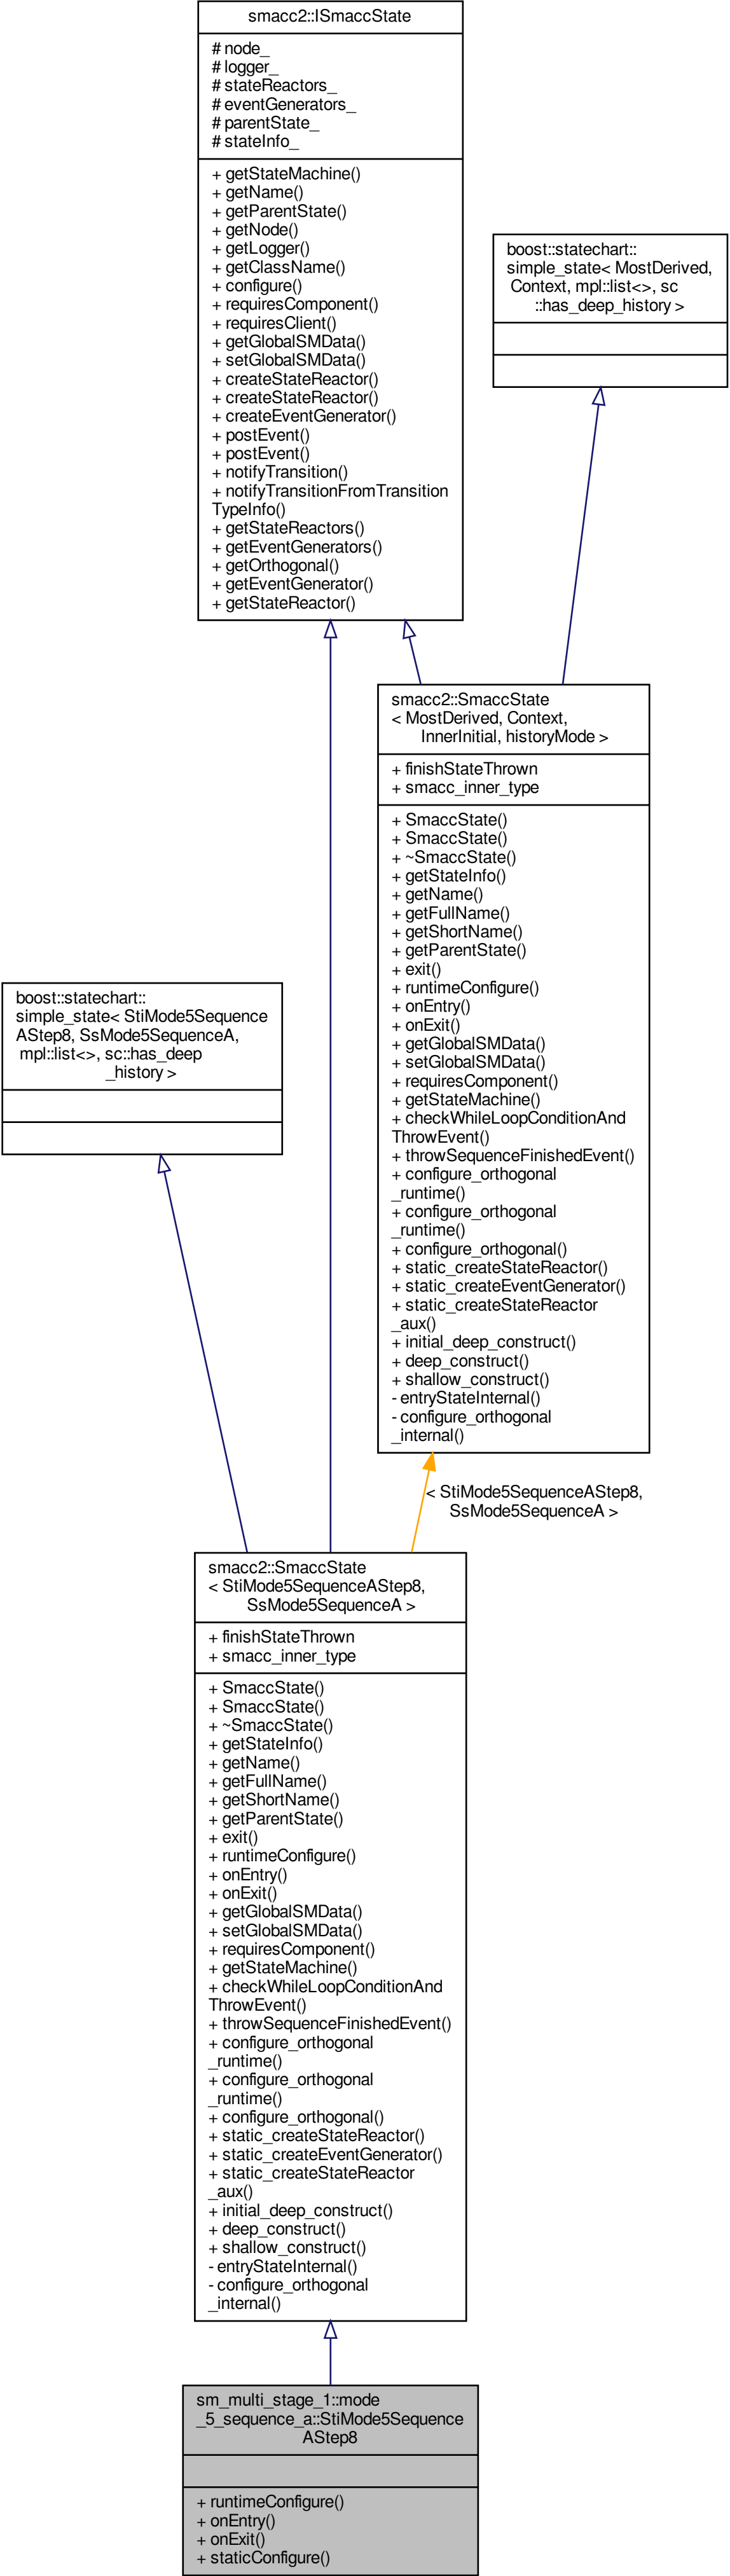 smacc2::ISmaccState
# node_
# logger_
# stateReactors_
# eventGenerators_
# parentState_
# stateInfo_
+ getStateMachine()
+ getName()
+ getParentState()
+ getNode()
+ getLogger()
+ getClassName()
+ configure()
+ requiresComponent()
+ requiresClient()
+ getGlobalSMData()
+ setGlobalSMData()
+ createStateReactor()
+ createStateReactor()
+ createEventGenerator()
+ postEvent()
+ postEvent()
+ notifyTransition()
+ notifyTransitionFromTransition
TypeInfo()
+ getStateReactors()
+ getEventGenerators()
+ getOrthogonal()
+ getEventGenerator()
+ getStateReactor()
boost::statechart::
simple_state< MostDerived,
Context, mpl::list<>, sc
::has_deep_history >
smacc2::SmaccState
< MostDerived, Context,
InnerInitial, historyMode >
+ finishStateThrown
+ smacc_inner_type
+ SmaccState()
+ SmaccState()
+ ~SmaccState()
+ getStateInfo()
+ getName()
+ getFullName()
+ getShortName()
+ getParentState()
+ exit()
+ runtimeConfigure()
+ onEntry()
+ onExit()
+ getGlobalSMData()
+ setGlobalSMData()
+ requiresComponent()
+ getStateMachine()
+ checkWhileLoopConditionAnd
ThrowEvent()
+ throwSequenceFinishedEvent()
+ configure_orthogonal
_runtime()
+ configure_orthogonal
_runtime()
+ configure_orthogonal()
+ static_createStateReactor()
+ static_createEventGenerator()
+ static_createStateReactor
_aux()
+ initial_deep_construct()
+ deep_construct()
+ shallow_construct()
- entryStateInternal()
- configure_orthogonal
_internal()
boost::statechart::
simple_state< StiMode5Sequence
AStep8, SsMode5SequenceA,
mpl::list<>, sc::has_deep
_history >
< StiMode5SequenceAStep8,
SsMode5SequenceA >
smacc2::SmaccState
< StiMode5SequenceAStep8,
SsMode5SequenceA >
+ finishStateThrown
+ smacc_inner_type
+ SmaccState()
+ SmaccState()
+ ~SmaccState()
+ getStateInfo()
+ getName()
+ getFullName()
+ getShortName()
+ getParentState()
+ exit()
+ runtimeConfigure()
+ onEntry()
+ onExit()
+ getGlobalSMData()
+ setGlobalSMData()
+ requiresComponent()
+ getStateMachine()
+ checkWhileLoopConditionAnd
ThrowEvent()
+ throwSequenceFinishedEvent()
+ configure_orthogonal
_runtime()
+ configure_orthogonal
_runtime()
+ configure_orthogonal()
+ static_createStateReactor()
+ static_createEventGenerator()
+ static_createStateReactor
_aux()
+ initial_deep_construct()
+ deep_construct()
+ shallow_construct()
- entryStateInternal()
- configure_orthogonal
_internal()
sm_multi_stage_1::mode
_5_sequence_a::StiMode5Sequence
AStep8
+ runtimeConfigure()
+ onEntry()
+ onExit()
+ staticConfigure()